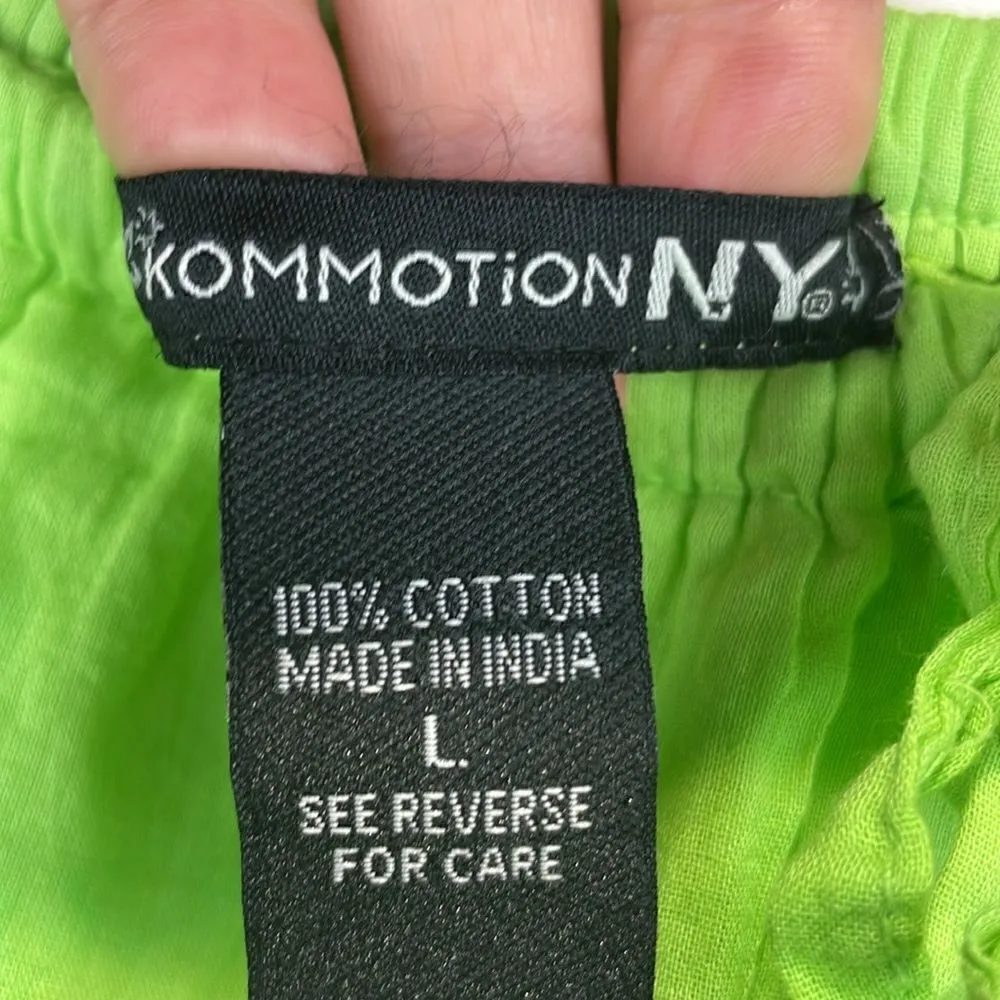 KOMMOTiON NY®
100% COTTON
MADE IN INDIA
L
SEE REVERSE
FOR CARE